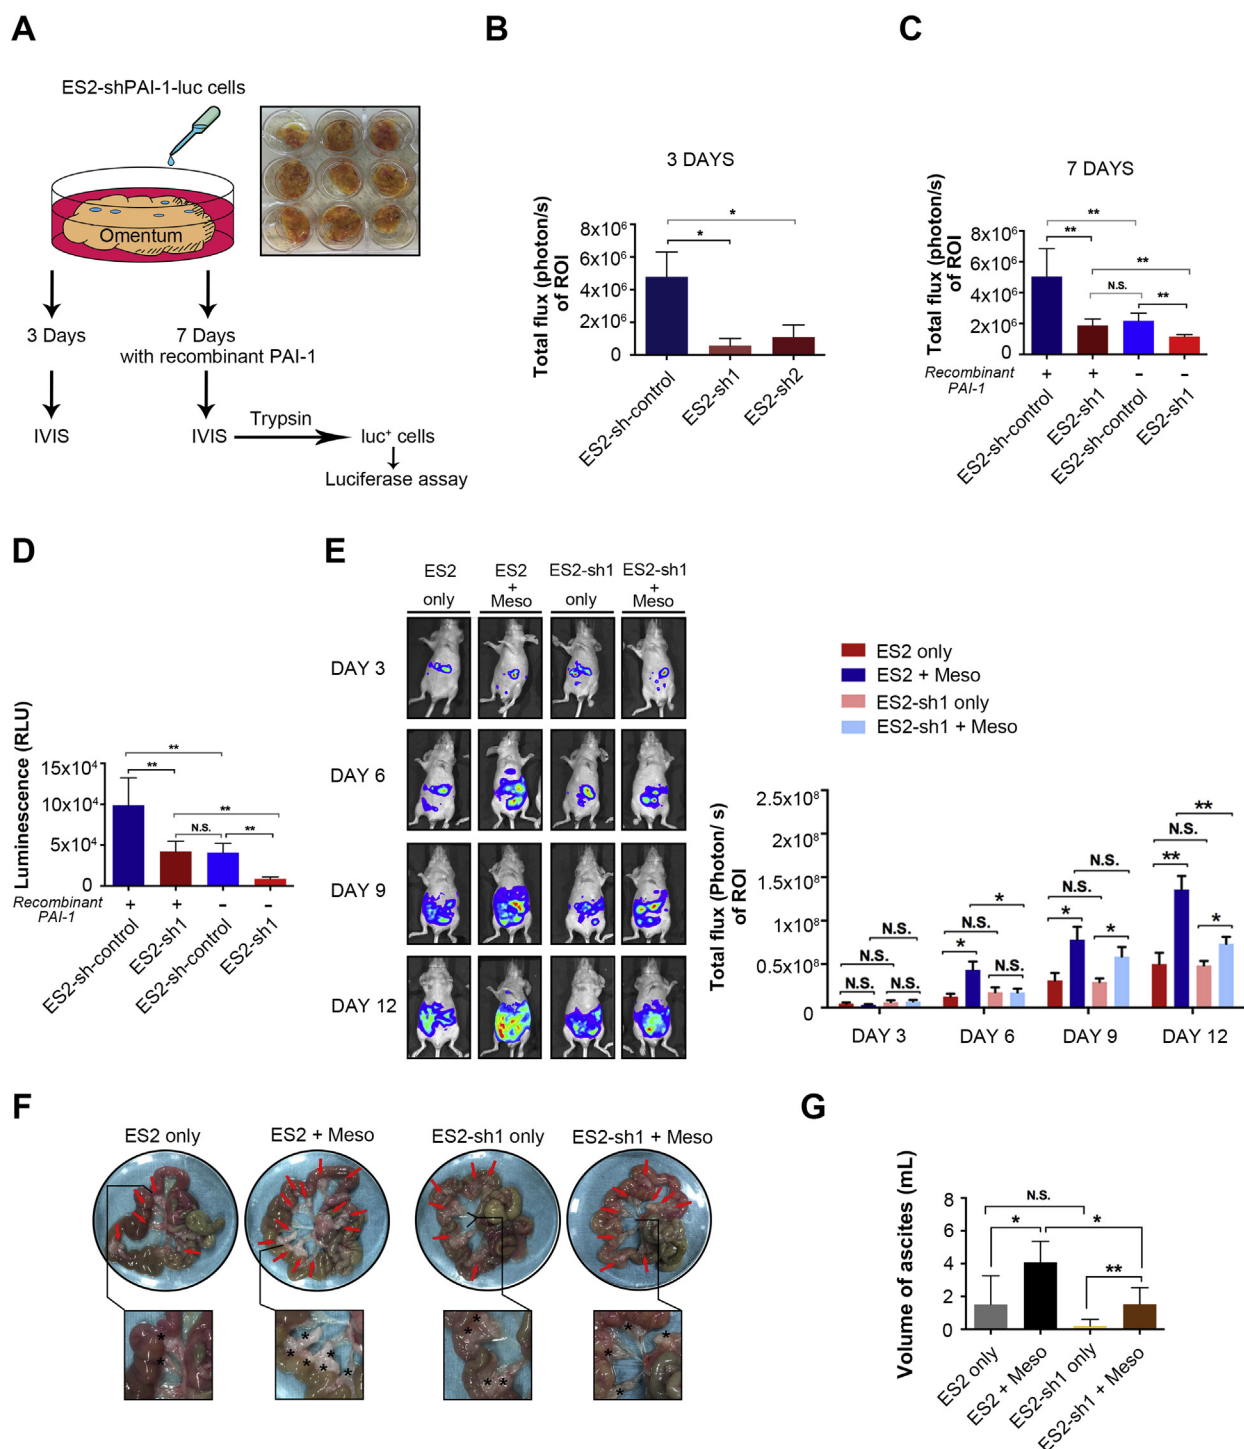 A
ES2-shPAI-1-luc cells
Omentum
3 Days
7 Days
with recombinant PAI-1
IVIS
IVIS
Trypsin
luc+ cells
Luciferase assay
B
3 DAYS
Total flux (photon/s)
of ROI
8x10⁶
6x10⁶
4x10⁶
2x10⁶
0
*
*
ES2-sh-control
ES2-sh1
ES2-sh2
C
7 DAYS
Total flux (photon/s)
of ROI
8x10⁶
6x10⁶
4x10⁶
2x10⁶
0
**
**
**
N.S.
**
Recombinant
PAI-1
+ + – –
ES2-sh-control
ES2-sh1
ES2-sh-control
ES2-sh1
D
Luminescence (RLU)
15x10⁴
10x10⁴
5x10⁴
0
**
**
**
N.S.
**
Recombinant
PAI-1
+ + – –
ES2-sh-control
ES2-sh1
ES2-sh-control
ES2-sh1
E
ES2
only
ES2
+
Meso
ES2-sh1
only
ES2-sh1
+
Meso
DAY 3
DAY 6
DAY 9
DAY 12
ES2 only
ES2 + Meso
ES2-sh1 only
ES2-sh1 + Meso
Total flux (Photon/ s)
of ROI
2.5x10⁸
2x10⁸
1.5x10⁸
1x10⁸
0.5x10⁸
0
N.S.
N.S.
N.S.
N.S.
*
N.S.
*
N.S.
N.S.
N.S.
*
*
**
N.S.
**
*
DAY 3
DAY 6
DAY 9
DAY 12
F
ES2 only
ES2 + Meso
ES2-sh1 only
ES2-sh1 + Meso
* *
* * * * * *
* * * *
* * * *
G
Volume of ascites (mL)
8
6
4
2
0
N.S.
*
*
**
ES2 only
ES2 + Meso
ES2-sh1 only
ES2-sh1 + Meso